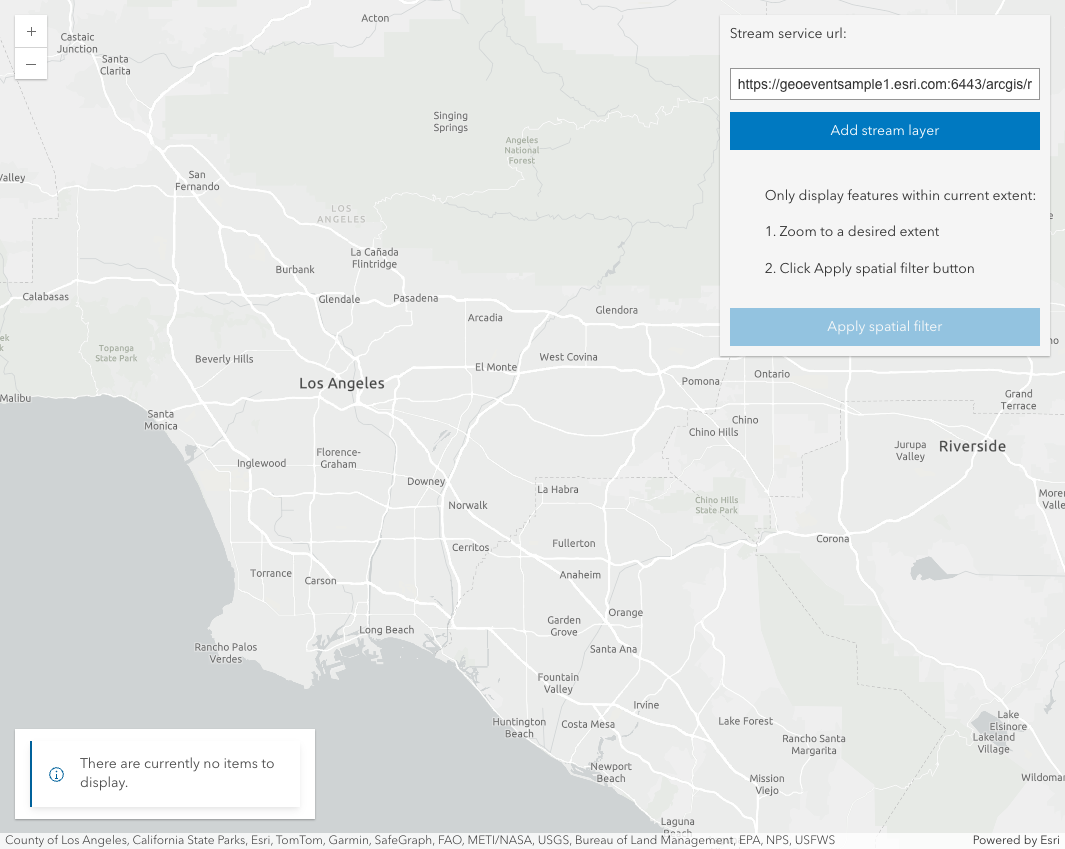 Acton
Castaic
Junction
Santa
Clarita
Singing
Springs
Angeles
National
Forest
San
Fernando
LOS
ANGELES
La Cañada
Flintridge
Burbank
Calabasas
Glendale
Pasadena
Arcadia
Glendora
Topanga
State Park
Beverly Hills
El Monte
West Covina
Los Angeles
Pomona
Ontario
Malibu
Santa
Monica
Chino
Chino Hills
Grand
Terrace
Jurupa
Valley
Riverside
Inglewood
Florence-
Graham
Downey
La Habra
Norwalk
Chino Hills
State Park
Cerritos
Fullerton
Corona
Torrance
Carson
Anaheim
Orange
Garden
Grove
Long Beach
Rancho Palos
Verdes
Santa Ana
Fountain
Valley
Irvine
Huntington
Beach
Costa Mesa
Lake Forest
Rancho Santa
Margarita
Lake
Elsinore
Lakeland
Village
Newport
Beach
Mission
Viejo
Laguna
Beach
Valley
Moren
Valle
Wildomar
+
–
Stream service url:
https://geoeventsample1.esri.com:6443/arcgis/r
Add stream layer
Only display features within current extent:
1. Zoom to a desired extent
2. Click Apply spatial filter button
Apply spatial filter
There are currently no items to
display.
County of Los Angeles, California State Parks, Esri, TomTom, Garmin, SafeGraph, FAO, METI/NASA, USGS, Bureau of Land Management, EPA, NPS, USFWS
Powered by Esri